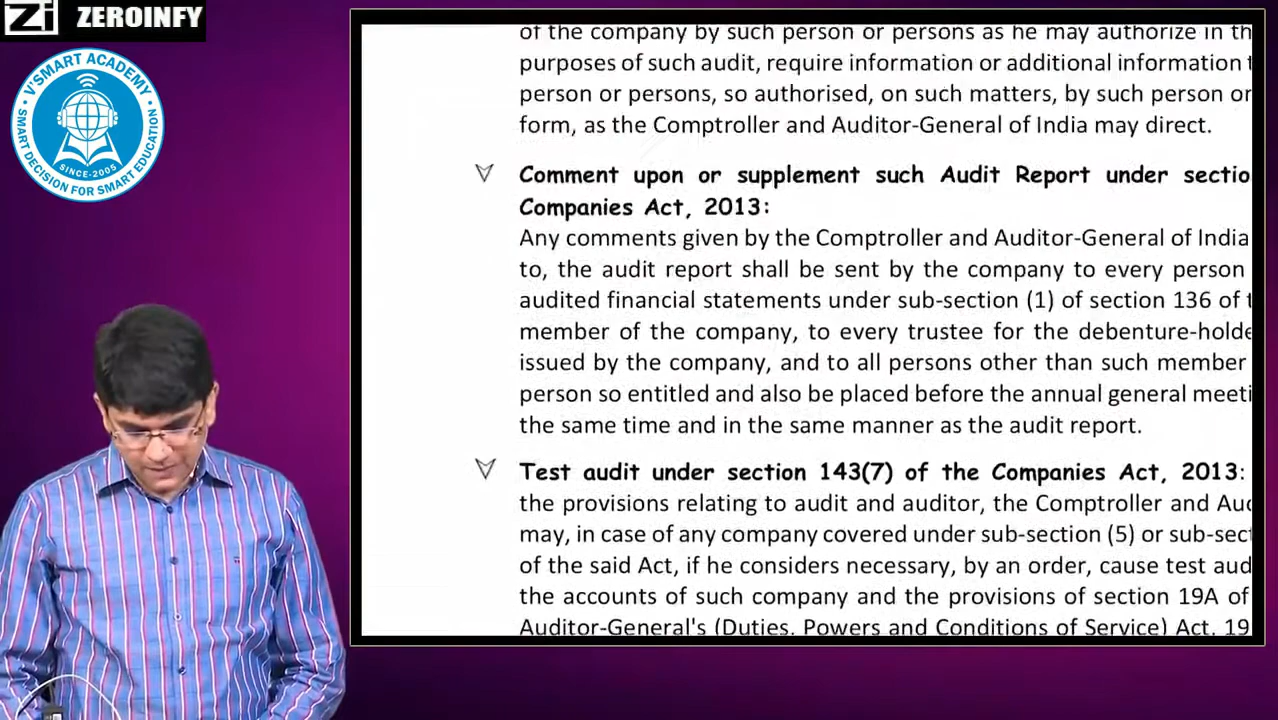 Zi ZEROINFY
V'SMART ACADEMY
SINCE-2005
SMART DECISION FOR SMART EDUCATION
of the company by such person or persons as he may authorize in
purposes of such audit, require information or additional information
person or persons, so authorised, on such matters, by such person or
form, as the Comptroller and Auditor-General of India may direct.
Comment upon or supplement such Audit Report under
Companies Act, 2013:
Any comments given by the Comptroller and Auditor-General of India
to, the audit report shall be sent by the company to every person
audited financial statements under sub-section (1) of section 136 of
member of the company, to every trustee for the
issued by the company, and to all persons other than such member
person so entitled and also be placed before the annual general
the same time and in the same manner as the audit report.
Test audit under section 143(7) of the Companies Act, 2013:
the provisions relating to audit and auditor, the Comptroller and
may, in case of any company covered under sub-section (5) or
of the said Act, if he considers necessary, by an order, cause test
the accounts of such company and the provisions of section 19A of
Auditor-General's (Duties, Powers and Conditions of Service) Act, 19